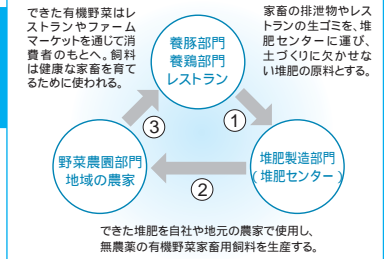 できた有機野菜はレ
ストランやファーム
マーケットを通じて消
費者のもとへ。飼料
は健康な家畜を育て
るために使われる。
家畜の排泄物やレス
トランの生ゴミを、堆
肥センターに運び、
土づくりに欠かせな
い堆肥の原料とする。
養豚部門
養鶏部門
レストラン
①
堆肥製造部門
(堆肥センター)
②
野菜農園部門
地域の農家
③
できた堆肥を自社や地元の農家で使用し、
無農薬の有機野菜家畜用飼料を生産する。